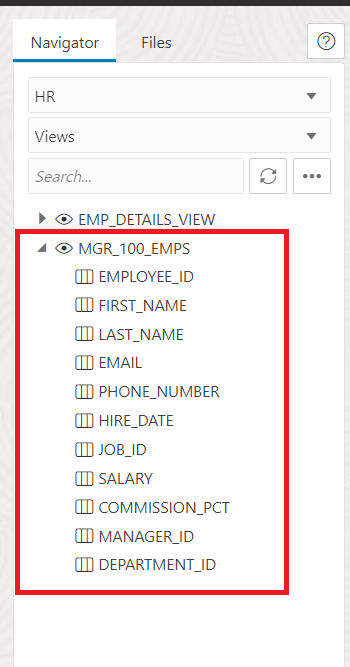 Navigator Files
HR
Views
Search...
EMP_DETAILS_VIEW
MGR_100_EMPS
EMPLOYEE_ID
FIRST_NAME
LAST_NAME
EMAIL
PHONE_NUMBER
HIRE_DATE
JOB_ID
SALARY
COMMISSION_PCT
MANAGER_ID
DEPARTMENT_ID